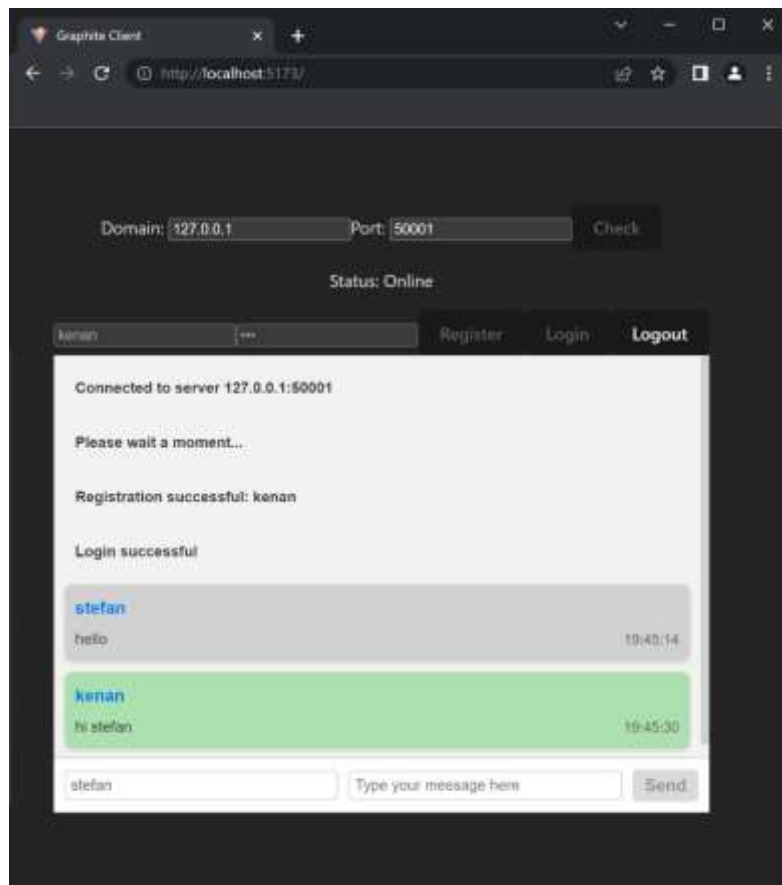 Graphite Client
http://localhost:5173/
Domain: 127.0.0.1 Port: 50001 Check
Status: Online
kenan ••• Register Login Logout
Connected to server 127.0.0.1:50001
Please wait a moment...
Registration successful: kenan
Login successful
stefan
hello 19:45:14
kenan
hi stefan 19:45:30
stefan Type your message here Send